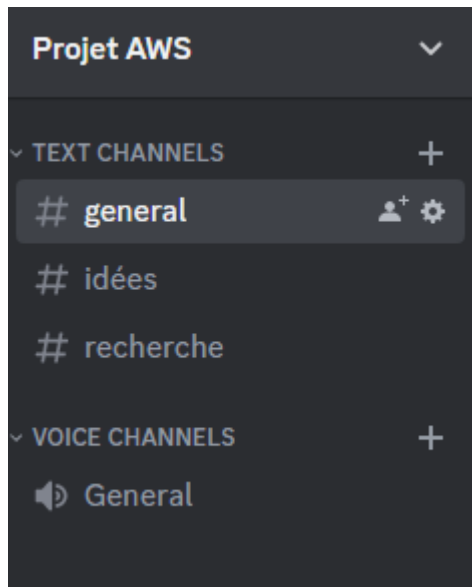 Projet AWS
TEXT CHANNELS
general
idées
recherche
VOICE CHANNELS
General